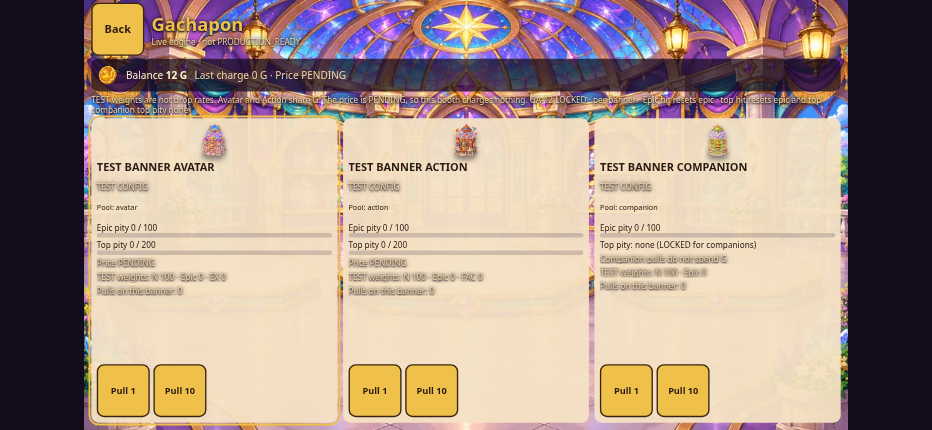 Back
Gachapon
Live engine · not PRODUCTION_READY
Balance 12 G Last charge 0 G · Price PENDING
TEST weights are not drop rates. Avatar and Action share G. The price is PENDING, so this booth charges nothing. per banner · Epic hit resets epic · top hit resets epic and top ·
companion top pity none
TEST BANNER AVATAR
TEST CONFIG
Pool: avatar
Epic pity 0 / 100
Top pity 0 / 200
Price PENDING
TEST weights: N 100 · Epic 0 · EX 0
Pulls on this banner: 0
Pull 1
Pull 10
TEST BANNER ACTION
TEST CONFIG
Pool: action
Epic pity 0 / 100
Top pity 0 / 200
Price PENDING
TEST weights: N 100 · Epic 0 · FAC 0
Pulls on this banner: 0
Pull 1
Pull 10
TEST BANNER COMPANION
TEST CONFIG
Pool: companion
Epic pity 0 / 100
Top pity: none (LOCKED for companions)
Companion pulls do not spend G.
TEST weights: N 100 · Epic 0
Pulls on this banner: 0
Pull 1
Pull 10